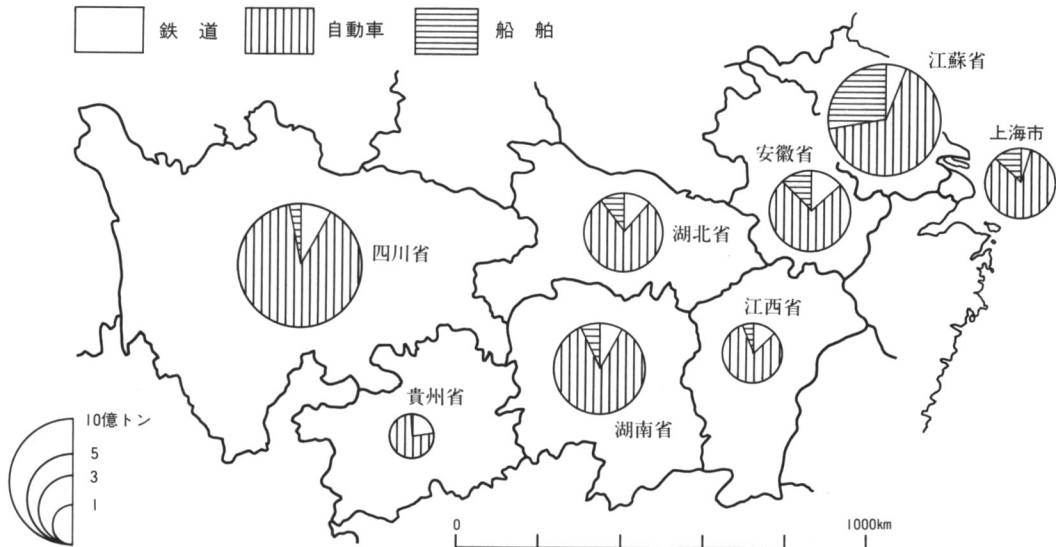 鉄道 自動車 船舶
江蘇省
上海市
安徽省
湖北省
四川省
江西省
貴州省
湖南省
10億トン
5
3
1
0 1000km